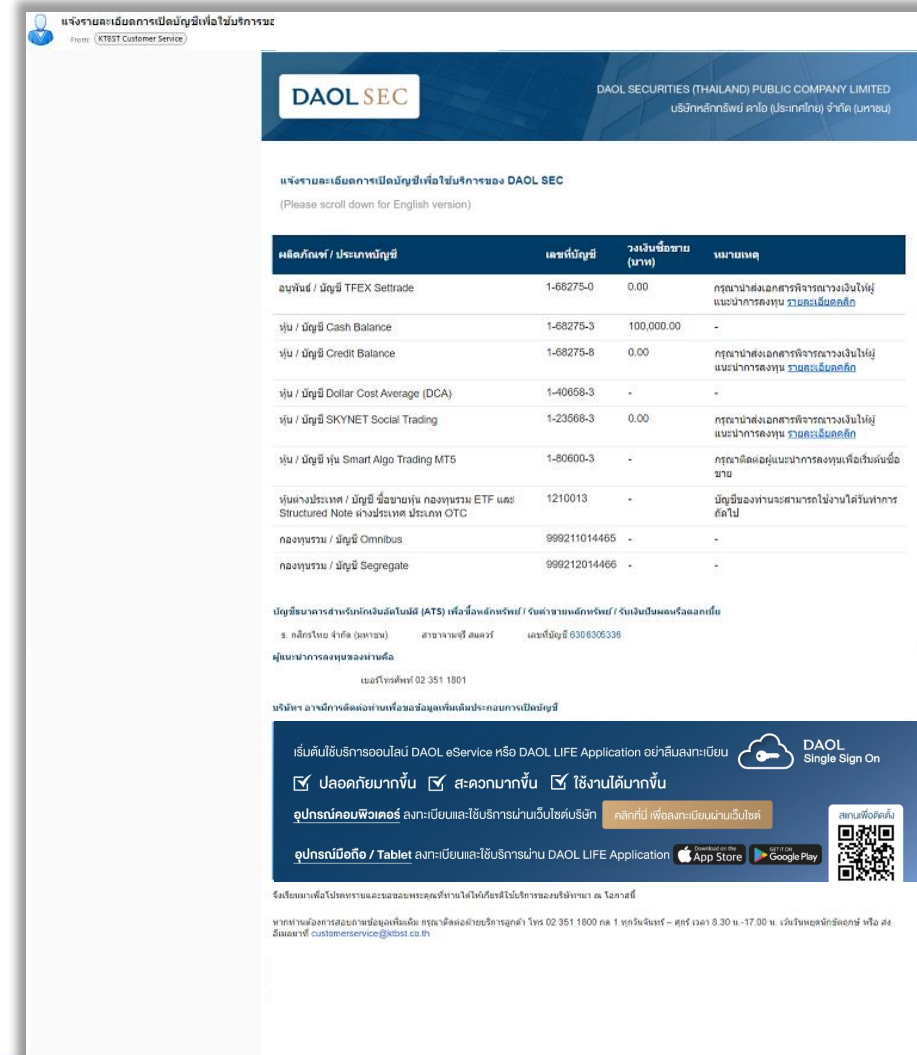 แจ้งรายละเอียดการเปิดบัญชีเพื่อใช้บริการขอ
From: KTBST Customer Service
DAOL SEC
DAOL SECURITIES (THAILAND) PUBLIC COMPANY LIMITED
บริษัทหลักทรัพย์ ดาโอ (ประเทศไทย) จำกัด (มหาชน)
แจ้งรายละเอียดการเปิดบัญชีเพื่อใช้บริการของ DAOL SEC
(Please scroll down for English version)
ผลิตภัณฑ์ / ประเภทบัญชี เลขที่บัญชี วงเงินซื้อขาย (บาท) หมายเหตุ
อนุพันธ์ / บัญชี TFEX Settrade 1-68275-0 0.00 กรุณานำส่งเอกสารพิจารณาวงเงินให้ผู้
แนะนำการลงทุน รายละเอียดคลิก
หุ้น / บัญชี Cash Balance 1-68275-3 100,000.00 -
หุ้น / บัญชี Credit Balance 1-68275-8 0.00 กรุณานำส่งเอกสารพิจารณาวงเงินให้ผู้
แนะนำการลงทุน รายละเอียดคลิก
หุ้น / บัญชี Dollar Cost Average (DCA) 1-40658-3 - -
หุ้น / บัญชี SKYNET Social Trading 1-23568-3 0.00 กรุณานำส่งเอกสารพิจารณาวงเงินให้ผู้
แนะนำการลงทุน รายละเอียดคลิก
หุ้น / บัญชี หุ้น Smart Algo Trading MT5 1-80600-3 - กรุณาติดต่อผู้แนะนำการลงทุนเพื่อเริ่มต้นซื้อ
ขาย
หุ้นต่างประเทศ / บัญชี ซื้อขายหุ้น กองทุนรวม ETF และ 1210013 - บัญชีของท่านจะสามารถใช้งานได้วันทำการ
Structured Note ต่างประเทศ ประเภท OTC ถัดไป
กองทุนรวม / บัญชี Omnibus 999211014465 - -
กองทุนรวม / บัญชี Segregate 999212014466 - -
บัญชีธนาคารสำหรับหักเงินอัตโนมัติ (ATS) เพื่อซื้อหลักทรัพย์ / รับค่าขายหลักทรัพย์ / รับเงินปันผลหรือดอกเบี้ย
ธ. กสิกรไทย จำกัด (มหาชน) สาขาจามจุรี สแควร์ เลขที่บัญชี 6306305336
ผู้แนะนำการลงทุนของท่านคือ
เบอร์โทรศัพท์ 02 351 1801
บริษัทฯ อาจมีการติดต่อท่านเพื่อขอข้อมูลเพิ่มเติมประกอบการเปิดบัญชี
เริ่มต้นใช้บริการออนไลน์ DAOL eService หรือ DAOL LIFE Application อย่าลืมลงทะเบียน
DAOL
Single Sign On
ปลอดภัยมากขึ้น สะดวกมากขึ้น ใช้งานได้มากขึ้น
อุปกรณ์คอมพิวเตอร์ ลงทะเบียนและใช้บริการผ่านเว็บไซต์บริษัท คลิกที่นี่ เพื่อลงทะเบียนผ่านเว็บไซต์
สแกนเพื่อติดตั้ง
อุปกรณ์มือถือ / Tablet ลงทะเบียนและใช้บริการผ่าน DAOL LIFE Application Download on the App Store GET IT ON Google Play
จึงเรียนมาเพื่อโปรดทราบและขอขอบพระคุณที่ท่านได้ให้เกียรติใช้บริการของบริษัทฯมา ณ โอกาสนี้
หากท่านต้องการสอบถามข้อมูลเพิ่มเติม กรุณาติดต่อฝ่ายบริการลูกค้า โทร 02 351 1800 กด 1 ทุกวันจันทร์ – ศุกร์ เวลา 8.30 น.-17.00 น. เว้นวันหยุดนักขัตฤกษ์ หรือ ส่ง
อีเมลมาที่ customerservice@ktbst.co.th